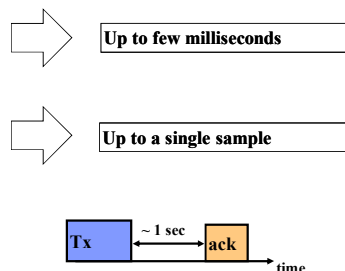 Up to few milliseconds
Up to a single sample
Tx
~ 1 sec
ack
time